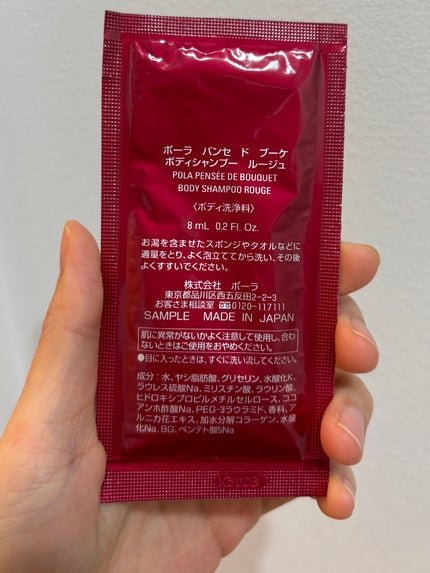 ポーラ パンセ ド ブーケ
ボディシャンプー ルージュ
POLA PENSÉE DE BOUQUET
BODY SHAMPOO ROUGE
〈ボディ洗浄料〉
8 mL 0.2 Fl. Oz.
お湯を含ませたスポンジやタオルなどに
適量をとり、よく泡立ててから洗い、その後
よくすすいでください。
株式会社 ポーラ
東京都品川区西五反田2-2-3
お客さま相談室 0120-117111
SAMPLE MADE IN JAPAN
肌に異常がないかよく注意して使用し、合わ
ないときはご使用をおやめください。
●目に入ったときは、すぐに洗い流してください。
成分：水、ヤシ脂肪酸、グリセリン、水酸化K、
ラウレス硫酸Na、ミリスチン酸、ラウリン酸、
ヒドロキシプロピルメチルセルロース、ココ
アンホ酢酸Na、PEG-3ラウラミド、香料、ア
ルニカ花エキス、加水分解コラーゲン、水酸
化Na、BG、ペンテト酸5Na